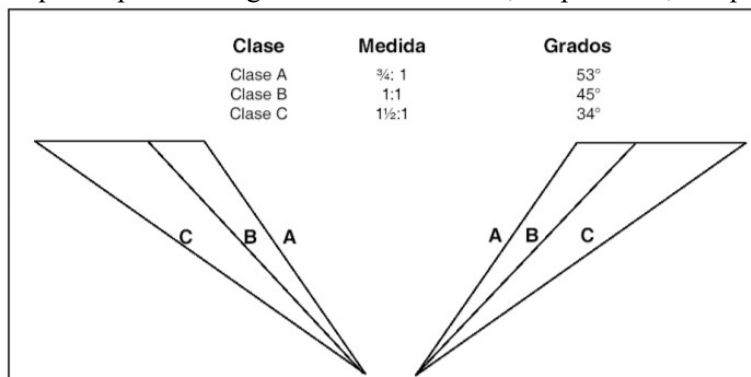 Clase Medida Grados
Clase A ¾: 1 53°
Clase B 1:1 45°
Clase C 1½:1 34°
C B A A B C